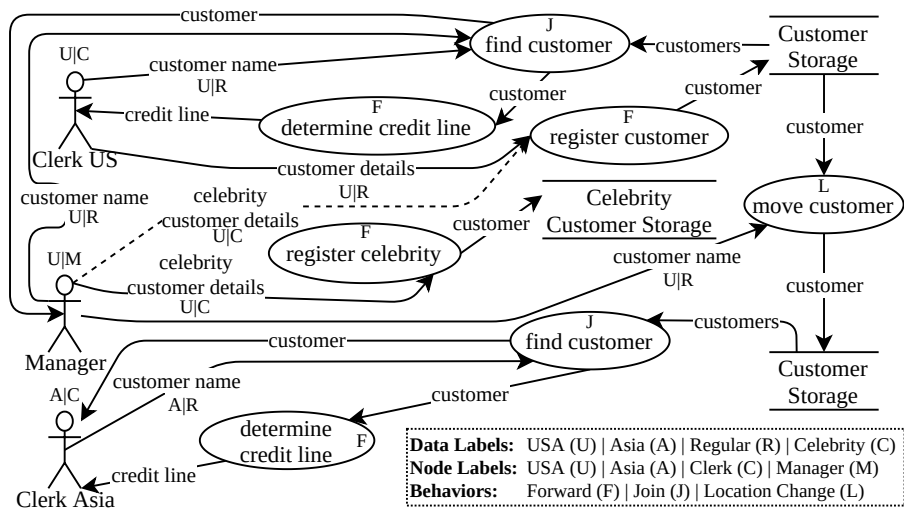 customer
J
find customer
Customer
Storage
customers
U|C
customer name
U|R
customer
customer
credit line
F
determine credit line
F
register customer
customer
Clerk US
customer details
U|R
L
move customer
customer name
U|R
celebrity
customer details
U|C
Celebrity
Customer Storage
customer
F
register celebrity
U|M
celebrity
customer details
U|C
customer name
U|R
customer
Manager
customer
J
find customer
customers
customer name
A|R
customer
Customer
Storage
A|C
determine
credit line
F
credit line
Clerk Asia
Data Labels: USA (U) | Asia (A) | Regular (R) | Celebrity (C)
Node Labels: USA (U) | Asia (A) | Clerk (C) | Manager (M)
Behaviors: Forward (F) | Join (J) | Location Change (L)